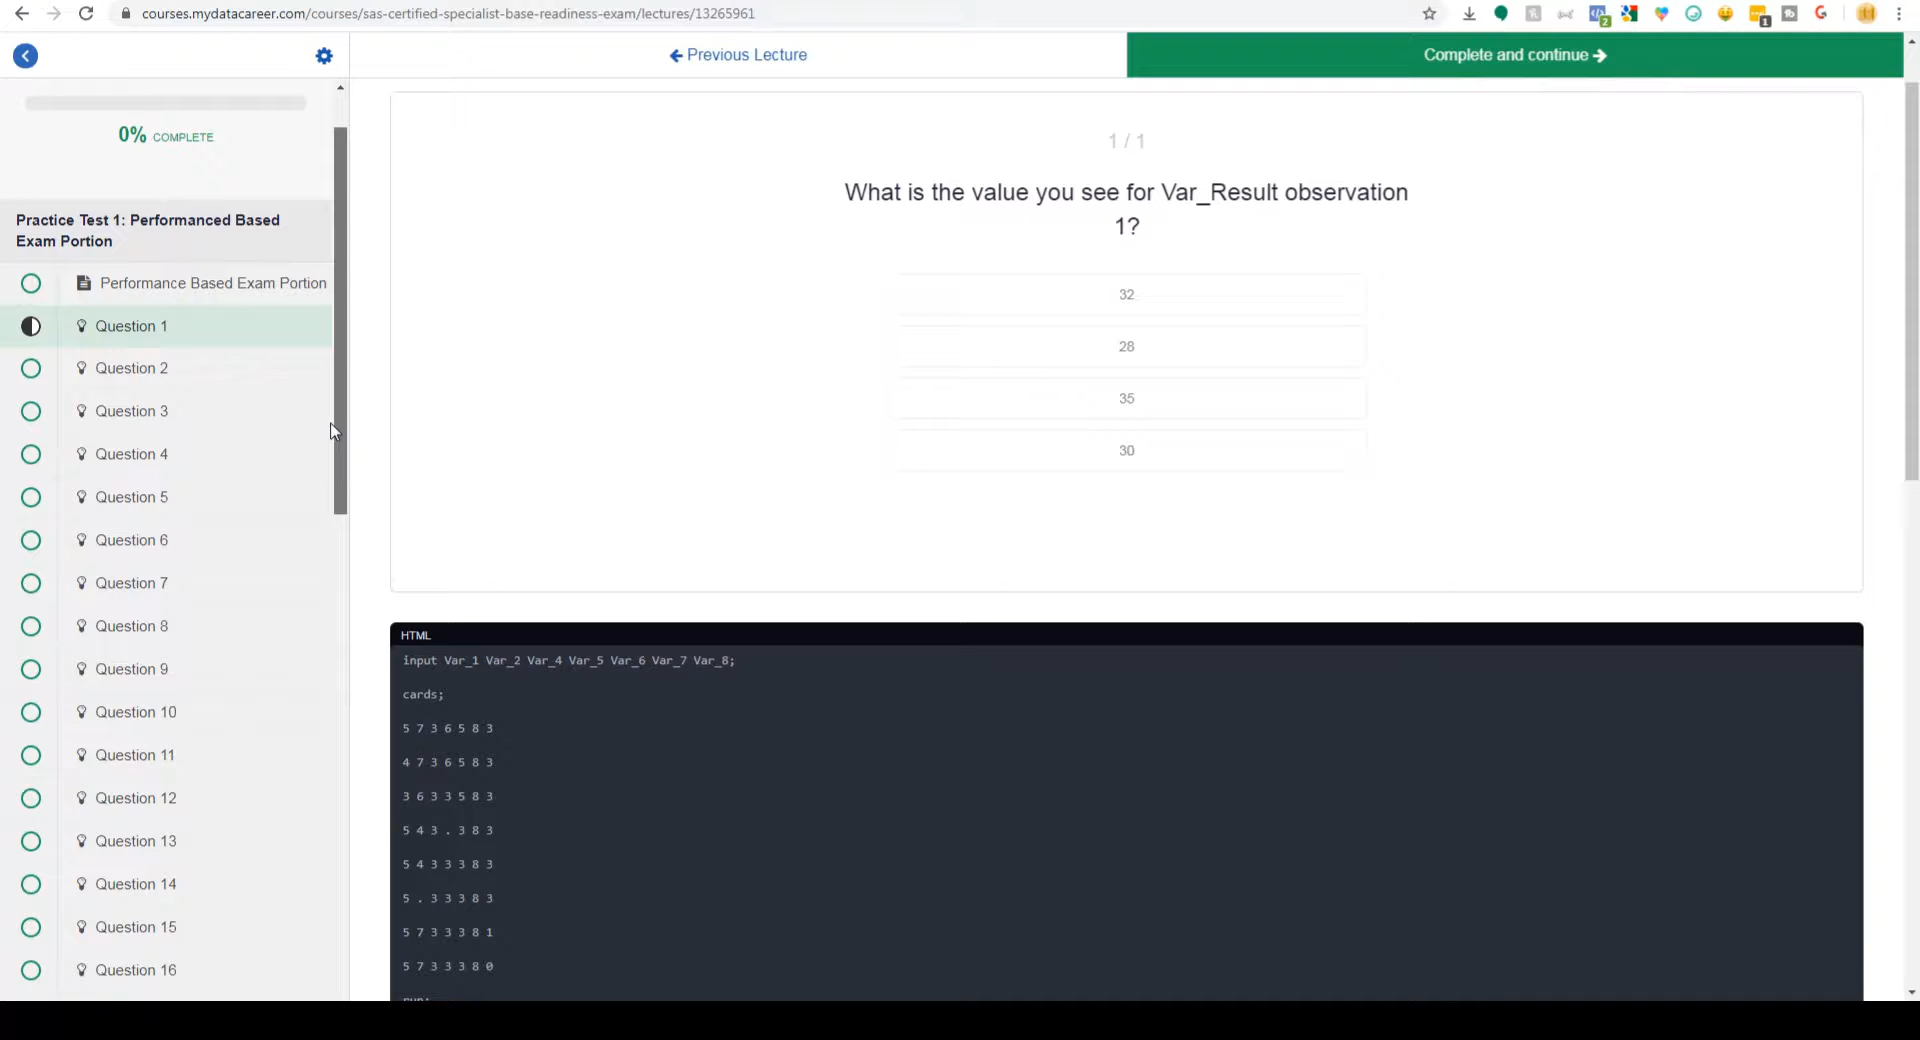 courses.mydatacareer.com/courses/sas-certified-specialist-base-readiness-exam/lectures/13265961
2
1
Previous Lecture
Complete and continue
0% COMPLETE
Practice Test 1: Performanced Based
Exam Portion
Performance Based Exam Portion
Question 1
Question 2
Question 3
Question 4
Question 5
Question 6
Question 7
Question 8
Question 9
Question 10
Question 11
Question 12
Question 13
Question 14
Question 15
Question 16
1 / 1
What is the value you see for Var_Result observation
1?
32
28
35
30
HTML
input Var_1 Var_2 Var_4 Var_5 Var_6 Var_7 Var_8;
cards;
5 7 3 6 5 8 3
4 7 3 6 5 8 3
3 6 3 3 5 8 3
5 4 3 . 3 8 3
5 4 3 3 3 8 3
5 . 3 3 3 8 3
5 7 3 3 3 8 1
5 7 3 3 3 8 0
run;